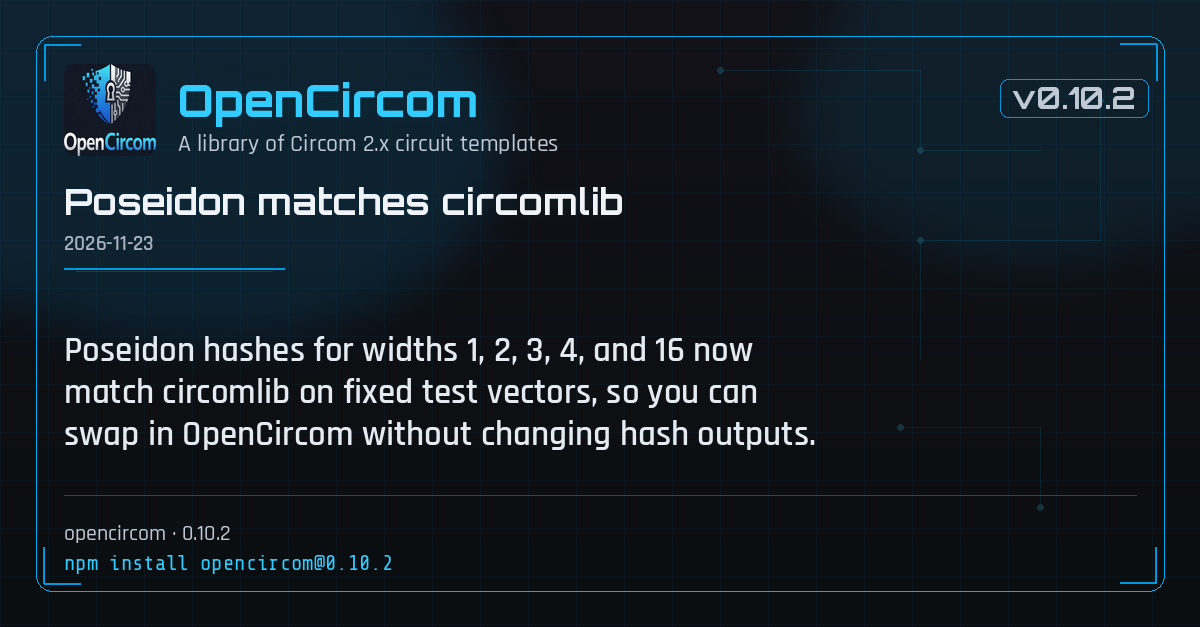 OpenCircom
OpenCircom
A library of Circom 2.x circuit templates
v0.10.2
Poseidon matches circomlib
2026-11-23
Poseidon hashes for widths 1, 2, 3, 4, and 16 now
match circomlib on fixed test vectors, so you can
swap in OpenCircom without changing hash outputs.
opencircom · 0.10.2
npm install opencircom@0.10.2